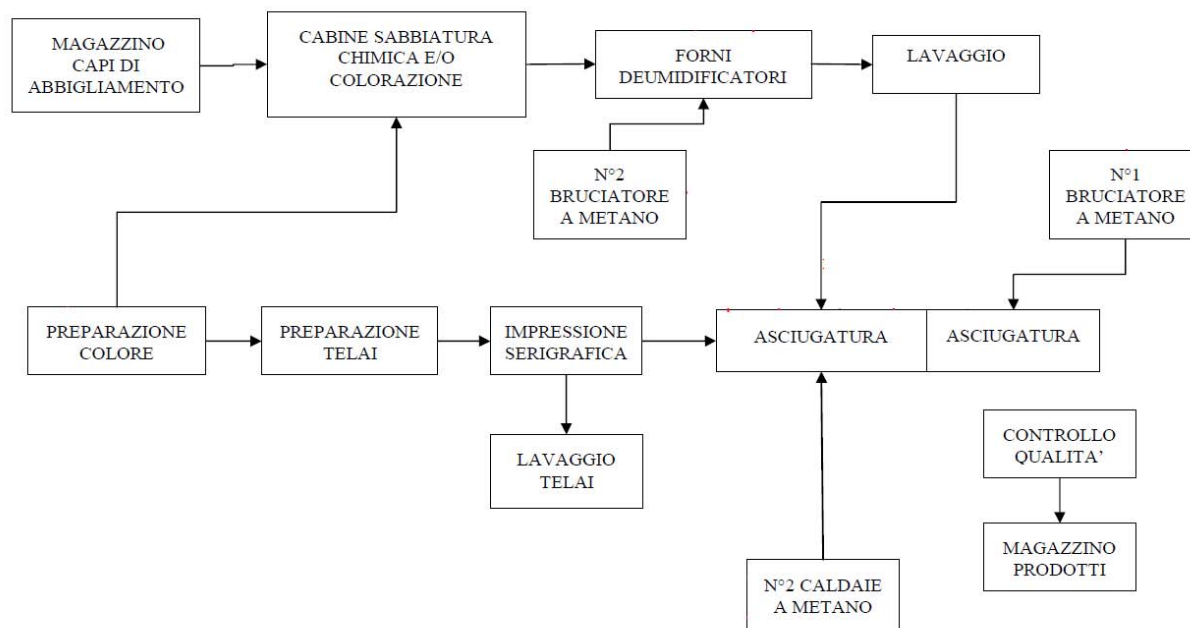 MAGAZZINO
CAPI DI
ABBIGLIAMENTO
CABINE SABBIATURA
CHIMICA E/O
COLORAZIONE
FORNI
DEUMIDIFICATORI
LAVAGGIO
N°2
BRUCIATORE
A METANO
N°1
BRUCIATORE
A METANO
PREPARAZIONE
COLORE
PREPARAZIONE
TELAI
IMPRESSIONE
SERIGRAFICA
ASCIUGATURA
ASCIUGATURA
LAVAGGIO
TELAI
CONTROLLO
QUALITA’
N°2 CALDAIE
A METANO
MAGAZZINO
PRODOTTI